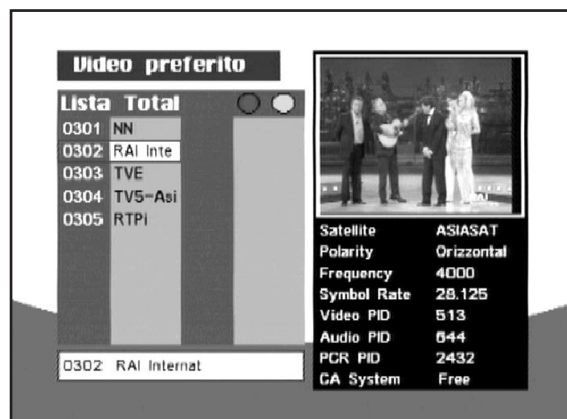 Video preferito
Lista Total
0301 NN
0302 RAI Inte
0303 TVE
0304 TV5-Asi
0305 RTPi
0302 RAI Internat
RAI
Satellite ASIASAT
Polarity Orizzontal
Frequency 4000
Symbol Rate 28.125
Video PID 513
Audio PID 644
PCR PID 2432
CA System Free